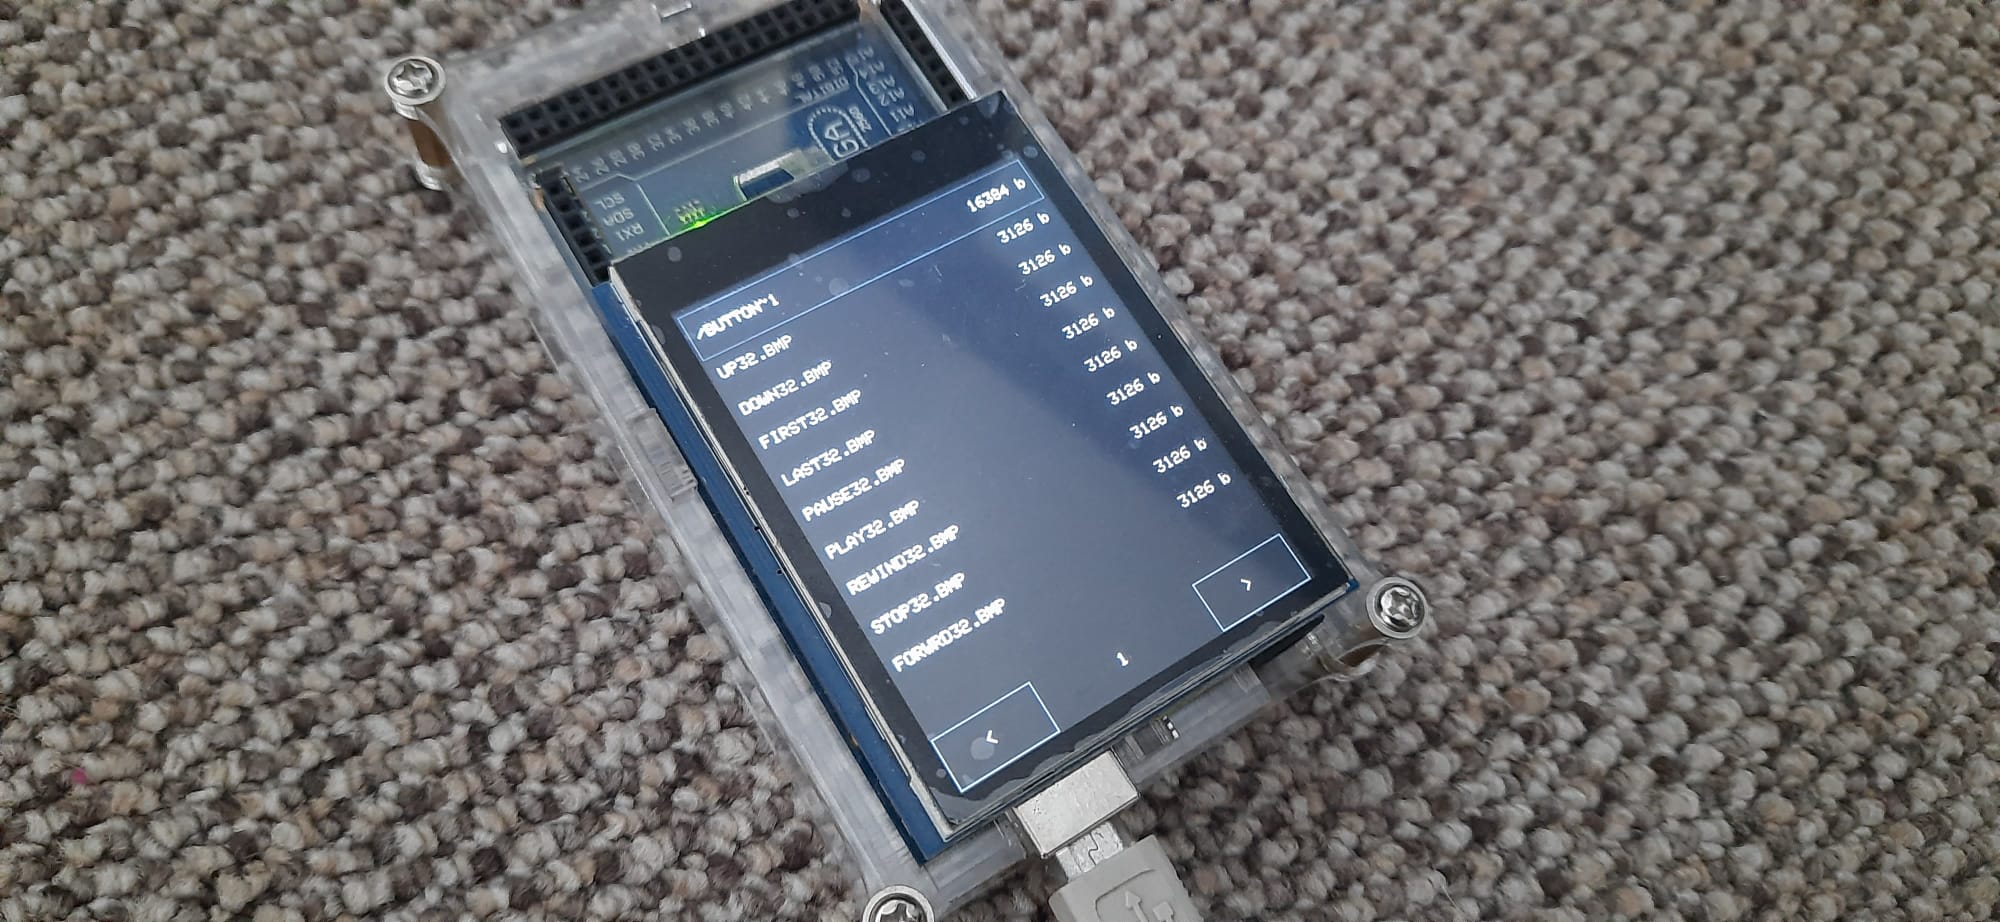 /BUTTON~1 16384 b
UP32.BMP 3126 b
DOWN32.BMP 3126 b
FIRST32.BMP 3126 b
LAST32.BMP 3126 b
PAUSE32.BMP 3126 b
PLAY32.BMP 3126 b
REWIND32.BMP 3126 b
STOP32.BMP 3126 b
FORWRD32.BMP 3126 b
< 1 >
DIGITAL
SCL
SDA
RX1